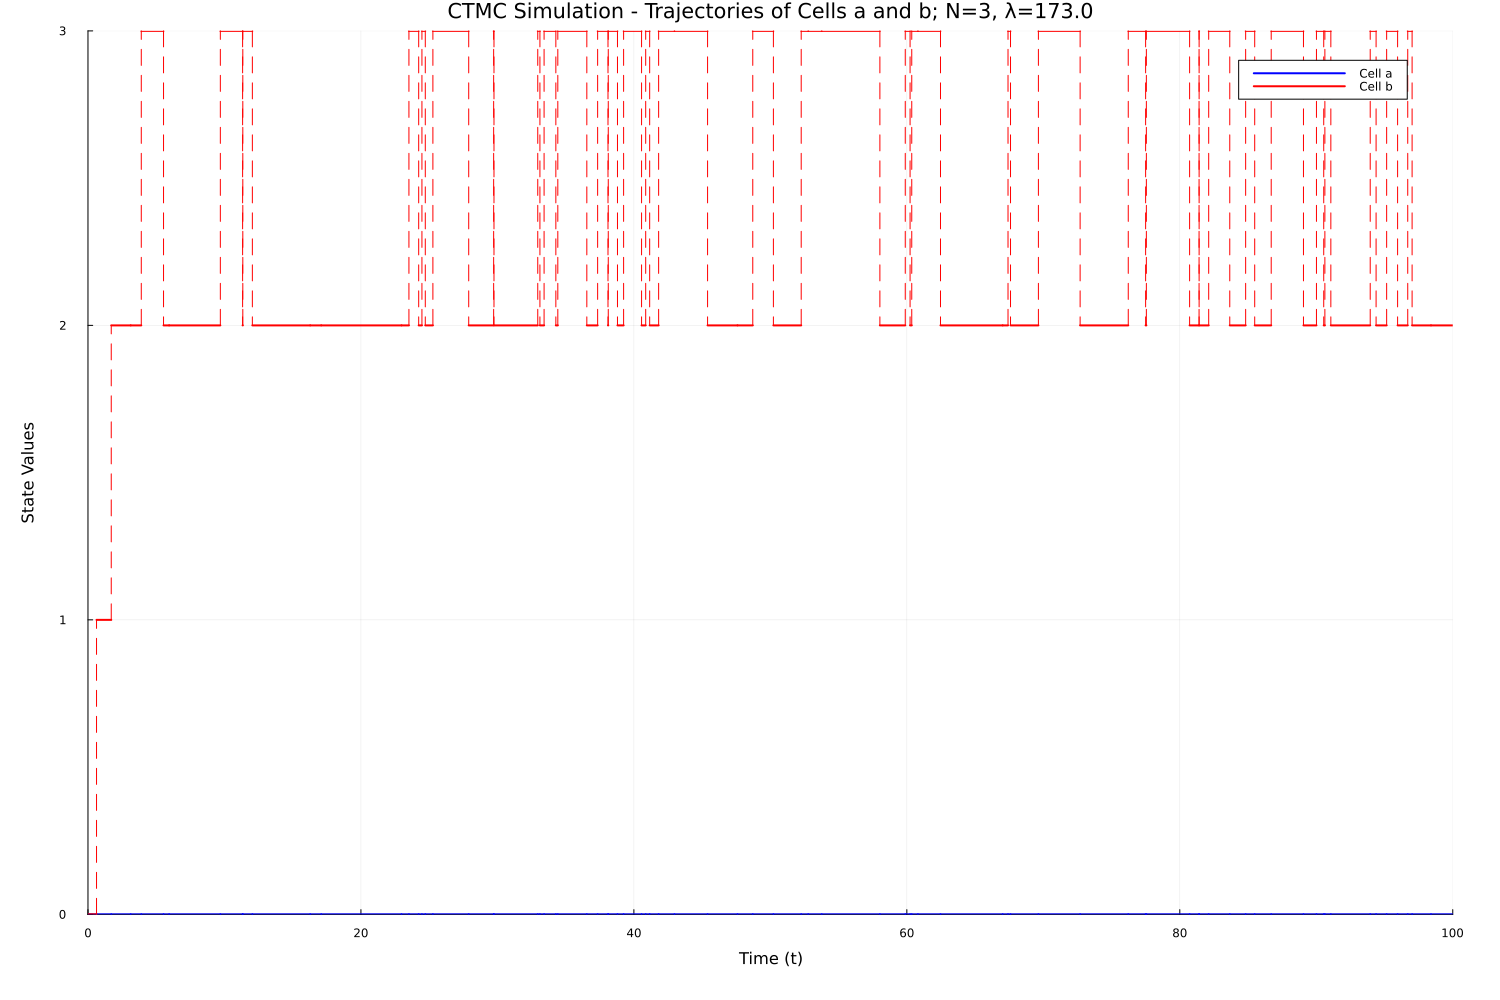 CTMC Simulation - Trajectories of Cells a and b; N=3, λ=173.0
3
Cell a
Cell b
2
State Values
1
0
0 20 40 60 80 100
Time (t)